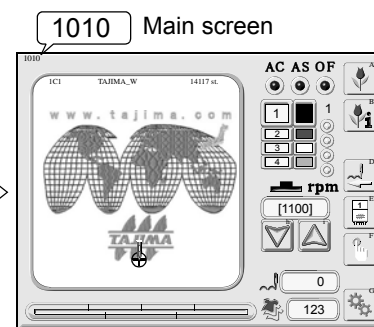 1010 Main screen
1010
AC AS OF
A
1C1 TAJIMA_W 14117 st.
www.tajima.com
1
1
B
2
3
4
D
rpm
E
1
[1100]
F
TAJIMA
0
G
123